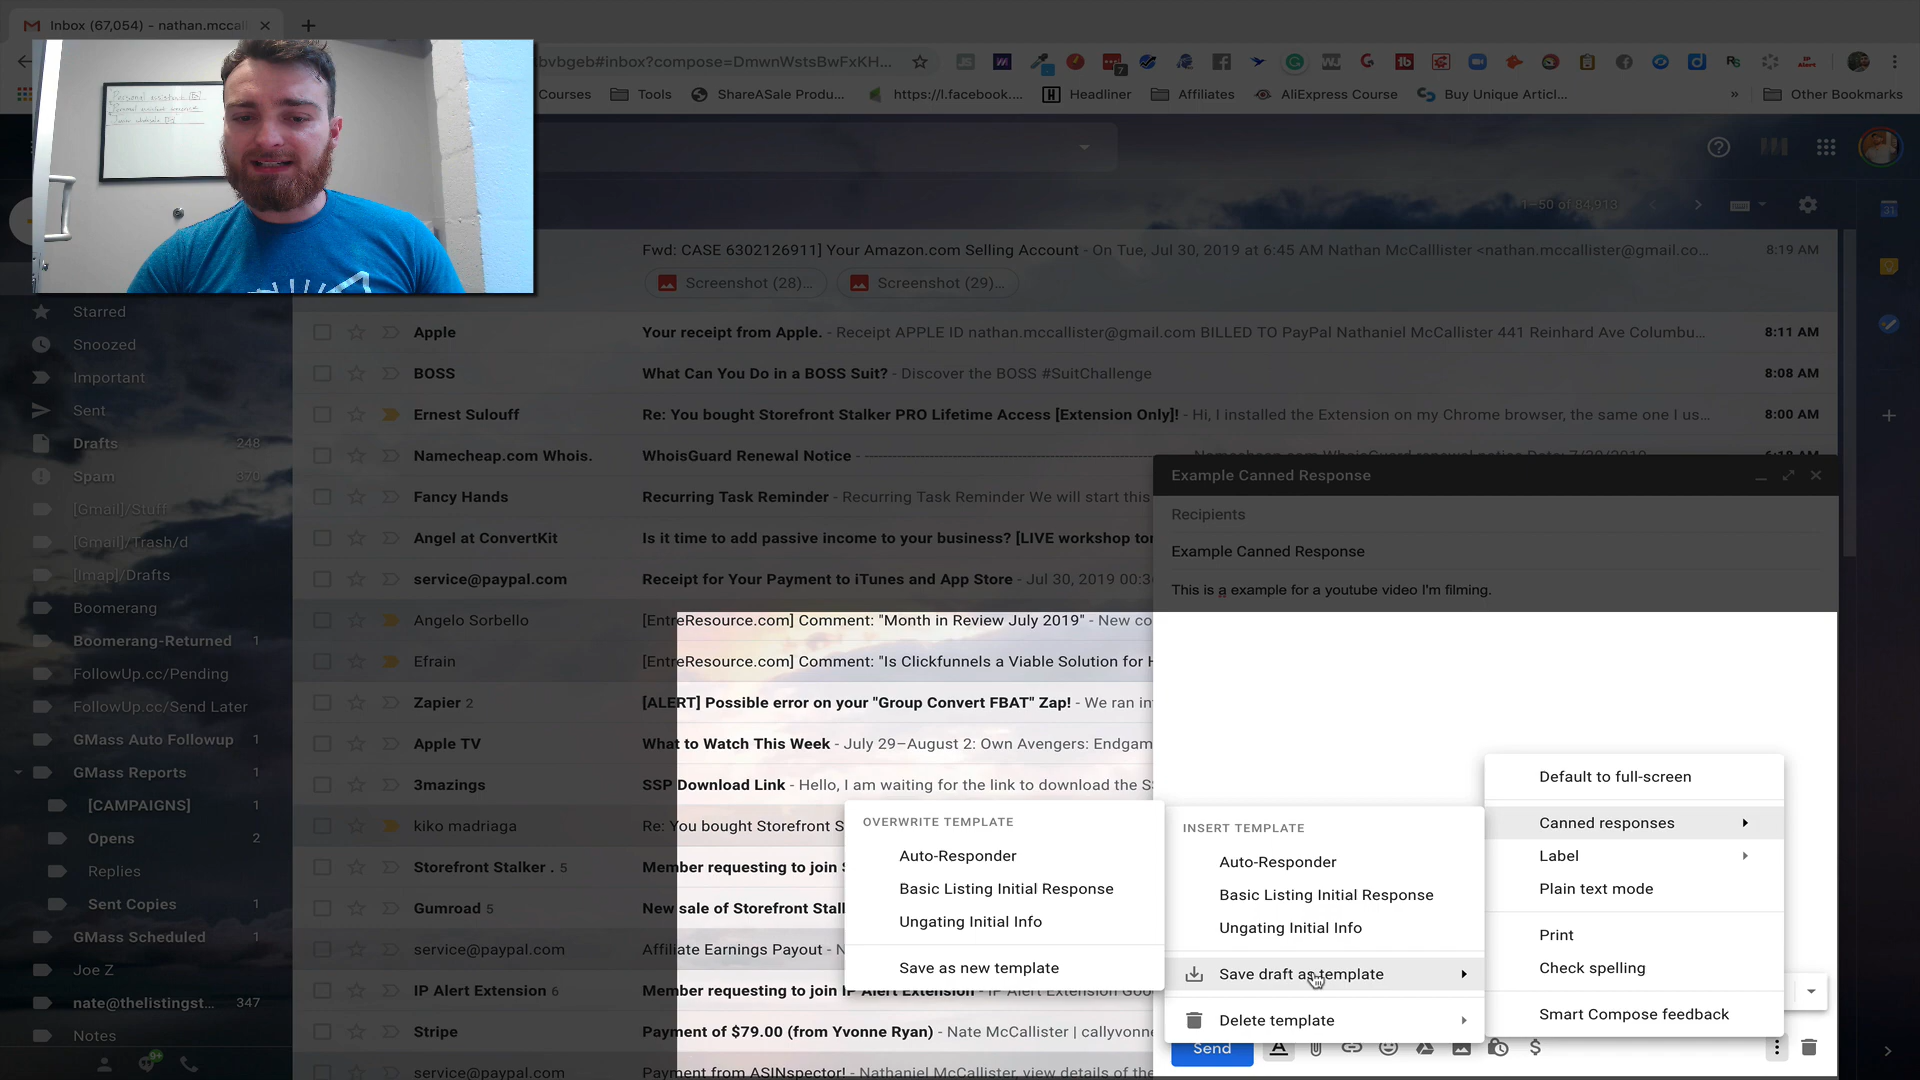 Inbox (67,054) - nathan.mccal
bvbgeb#inbox?compose=DmwnWstsBwFxKH...
Courses
Tools
ShareASale Produ...
https://l.facebook....
Headliner
Affiliates
AliExpress Course
Buy Unique Articl...
»
Other Bookmarks
1–50 of 84,913
Fwd: CASE 6302126911] Your Amazon.com Selling Account - On Tue, Jul 30, 2019 at 6:45 AM Nathan McCalllister <nathan.mccallister@gmail.co... 8:19 AM
Screenshot (28)...
Screenshot (29)...
Starred
Snoozed
Important
Sent
Drafts 248
Spam 370
[Gmail]/Stuff
[Gmail]/Trash/d
[Imap]/Drafts
Boomerang
Boomerang-Returned 1
FollowUp.cc/Pending
FollowUp.cc/Send Later
GMass Auto Followup 1
GMass Reports 1
[CAMPAIGNS] 1
Opens 2
Replies
Sent Copies 1
GMass Scheduled 1
Joe Z
nate@thelistingst... 347
Notes
Apple Your receipt from Apple. - Receipt APPLE ID nathan.mccallister@gmail.com BILLED TO PayPal Nathaniel McCallister 441 Reinhard Ave Columbu... 8:11 AM
BOSS What Can You Do in a BOSS Suit? - Discover the BOSS #SuitChallenge 8:08 AM
Ernest Sulouff Re: You bought Storefront Stalker PRO Lifetime Access [Extension Only]! - Hi, I installed the Extension on my Chrome browser, the same one I us... 8:00 AM
Namecheap.com Whois. WhoisGuard Renewal Notice
Fancy Hands Recurring Task Reminder - Recurring Task Reminder We will start this
Angel at ConvertKit Is it time to add passive income to your business? [LIVE workshop tor
service@paypal.com Receipt for Your Payment to iTunes and App Store - Jul 30, 2019 00:3
Angelo Sorbello [EntreResource.com] Comment: "Month in Review July 2019" - New co
Efrain [EntreResource.com] Comment: "Is Clickfunnels a Viable Solution for H
Zapier 2 [ALERT] Possible error on your "Group Convert FBAT" Zap! - We ran in
Apple TV What to Watch This Week - July 29–August 2: Own Avengers: Endgam
3mazings SSP Download Link - Hello, I am waiting for the link to download the S
kiko madriaga Re: You bought Storefront S
Storefront Stalker . 5 Member requesting to join
Gumroad 5 New sale of Storefront Stall
service@paypal.com Affiliate Earnings Payout - N
IP Alert Extension 6 Member requesting to join IP Alert Extension
Stripe Payment of $79.00 (from Yvonne Ryan) - Nate McCallister | callyvonne
service@paypal.com Payment from ASINspector! - Nathaniel McCallister, view details of the
Example Canned Response
Recipients
Example Canned Response
This is a example for a youtube video I'm filming.
OVERWRITE TEMPLATE
Auto-Responder
Basic Listing Initial Response
Ungating Initial Info
Save as new template
INSERT TEMPLATE
Auto-Responder
Basic Listing Initial Response
Ungating Initial Info
Save draft as template
Delete template
Default to full-screen
Canned responses
Label
Plain text mode
Print
Check spelling
Smart Compose feedback
Send